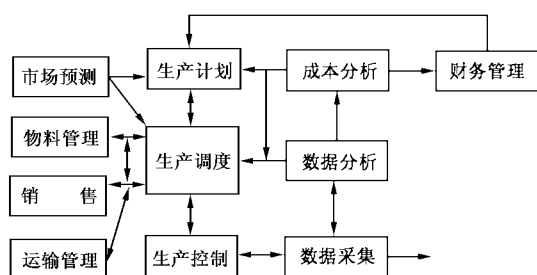 市场预测
生产计划
成本分析
财务管理
物料管理
生产调度
数据分析
销 售
运输管理
生产控制
数据采集